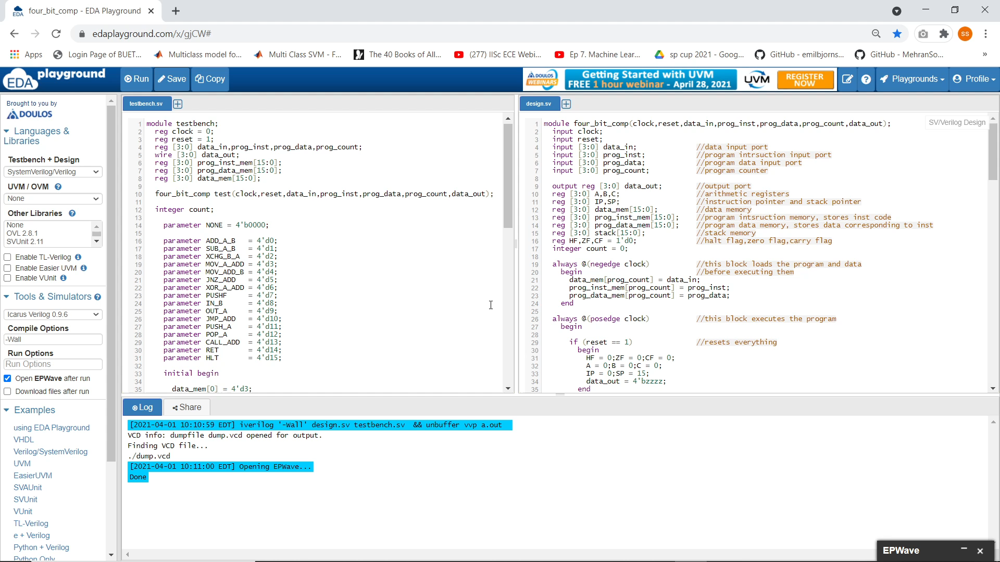 four_bit_comp - EDA Playground
edaplayground.com/x/gjCW#
SS
Apps
Login Page of BUET...
Multiclass model fo...
Multi Class SVM - F...
The 40 Books of All...
(277) IISc ECE Webi...
Ep 7. Machine Lear...
sp cup 2021 - Goog...
GitHub - emilbjorns...
GitHub - MehranSo...
»
EDA playground
Run
Save
Copy
DOULOS
WEBINARS
Getting Started with UVM
FREE 1 hour webinar - April 28, 2021
UVM
REGISTER
NOW
Playgrounds
Profile
Brought to you by
DOULOS
Languages &
Libraries
Testbench + Design
SystemVerilog/Verilog
UVM / OVM
None
Other Libraries
None
OVL 2.8.1
SVUnit 2.11
Enable TL-Verilog
Enable Easier UVM
Enable VUnit
Tools & Simulators
Icarus Verilog 0.9.6
Compile Options
-Wall
Run Options
Run Options
Open EPWave after run
Download files after run
Examples
using EDA Playground
VHDL
Verilog/SystemVerilog
UVM
EasierUVM
SVAUnit
SVUnit
VUnit
TL-Verilog
e + Verilog
Python + Verilog
Python Only
testbench.sv
1 module testbench;
2 reg clock = 0;
3 reg reset = 1;
4 reg [3:0] data_in,prog_inst,prog_data,prog_count;
5 wire [3:0] data_out;
6 reg [3:0] prog_inst_mem[15:0];
7 reg [3:0] prog_data_mem[15:0];
8 reg [3:0] data_mem[15:0];
9
10 four_bit_comp test(clock,reset,data_in,prog_inst,prog_data,prog_count,data_out);
11
12 integer count;
13
14 parameter NONE = 4'b0000;
15
16 parameter ADD_A_B = 4'd0;
17 parameter SUB_A_B = 4'd1;
18 parameter XCHG_B_A = 4'd2;
19 parameter MOV_A_ADD = 4'd3;
20 parameter MOV_ADD_B = 4'd4;
21 parameter JNZ_ADD = 4'd5;
22 parameter XOR_A_ADD = 4'd6;
23 parameter PUSHF = 4'd7;
24 parameter IN_B = 4'd8;
25 parameter OUT_A = 4'd9;
26 parameter JMP_ADD = 4'd10;
27 parameter PUSH_A = 4'd11;
28 parameter POP_A = 4'd12;
29 parameter CALL_ADD = 4'd13;
30 parameter RET = 4'd14;
31 parameter HLT = 4'd15;
32
33 initial begin
34
35 data_mem[0] = 4'd3;
design.sv
SV/Verilog Design
1 module four_bit_comp(clock,reset,data_in,prog_inst,prog_data,prog_count,data_out);
2 input clock;
3 input reset;
4 input [3:0] data_in; //data input port
5 input [3:0] prog_inst; //program intrsuction input port
6 input [3:0] prog_data; //program data input port
7 input [3:0] prog_count; //program counter
8
9 output reg [3:0] data_out; //output port
10 reg [3:0] A,B,C; //arithmetic registers
11 reg [3:0] IP,SP; //instruction pointer and stack pointer
12 reg [3:0] data_mem[15:0]; //data memory
13 reg [3:0] prog_inst_mem[15:0]; //program intsruction memory, stores inst code
14 reg [3:0] prog_data_mem[15:0]; //program data memory, stores data corresponding to inst
15 reg [3:0] stack[15:0]; //stack memory
16 reg HF,ZF,CF = 1'd0; //halt flag,zero flag,carry flag
17 integer count = 0;
18
19 always @(negedge clock) //this block loads the program and data
20 begin //before executing them
21 data_mem[prog_count] = data_in;
22 prog_inst_mem[prog_count] = prog_inst;
23 prog_data_mem[prog_count] = prog_data;
24 end
25
26 always @(posedge clock) //this block executes the program
27 begin
28
29 if (reset == 1) //resets everything
30 begin
31 HF = 0;ZF = 0;CF = 0;
32 A = 0;B = 0;C = 0;
33 IP = 0;SP = 15;
34 data_out = 4'bzzzz;
35 end
Log
Share
[2021-04-01 10:10:59 EDT] iverilog '-Wall' design.sv testbench.sv && unbuffer vvp a.out
VCD info: dumpfile dump.vcd opened for output.
Finding VCD file...
./dump.vcd
[2021-04-01 10:11:00 EDT] Opening EPWave...
Done
EPWave